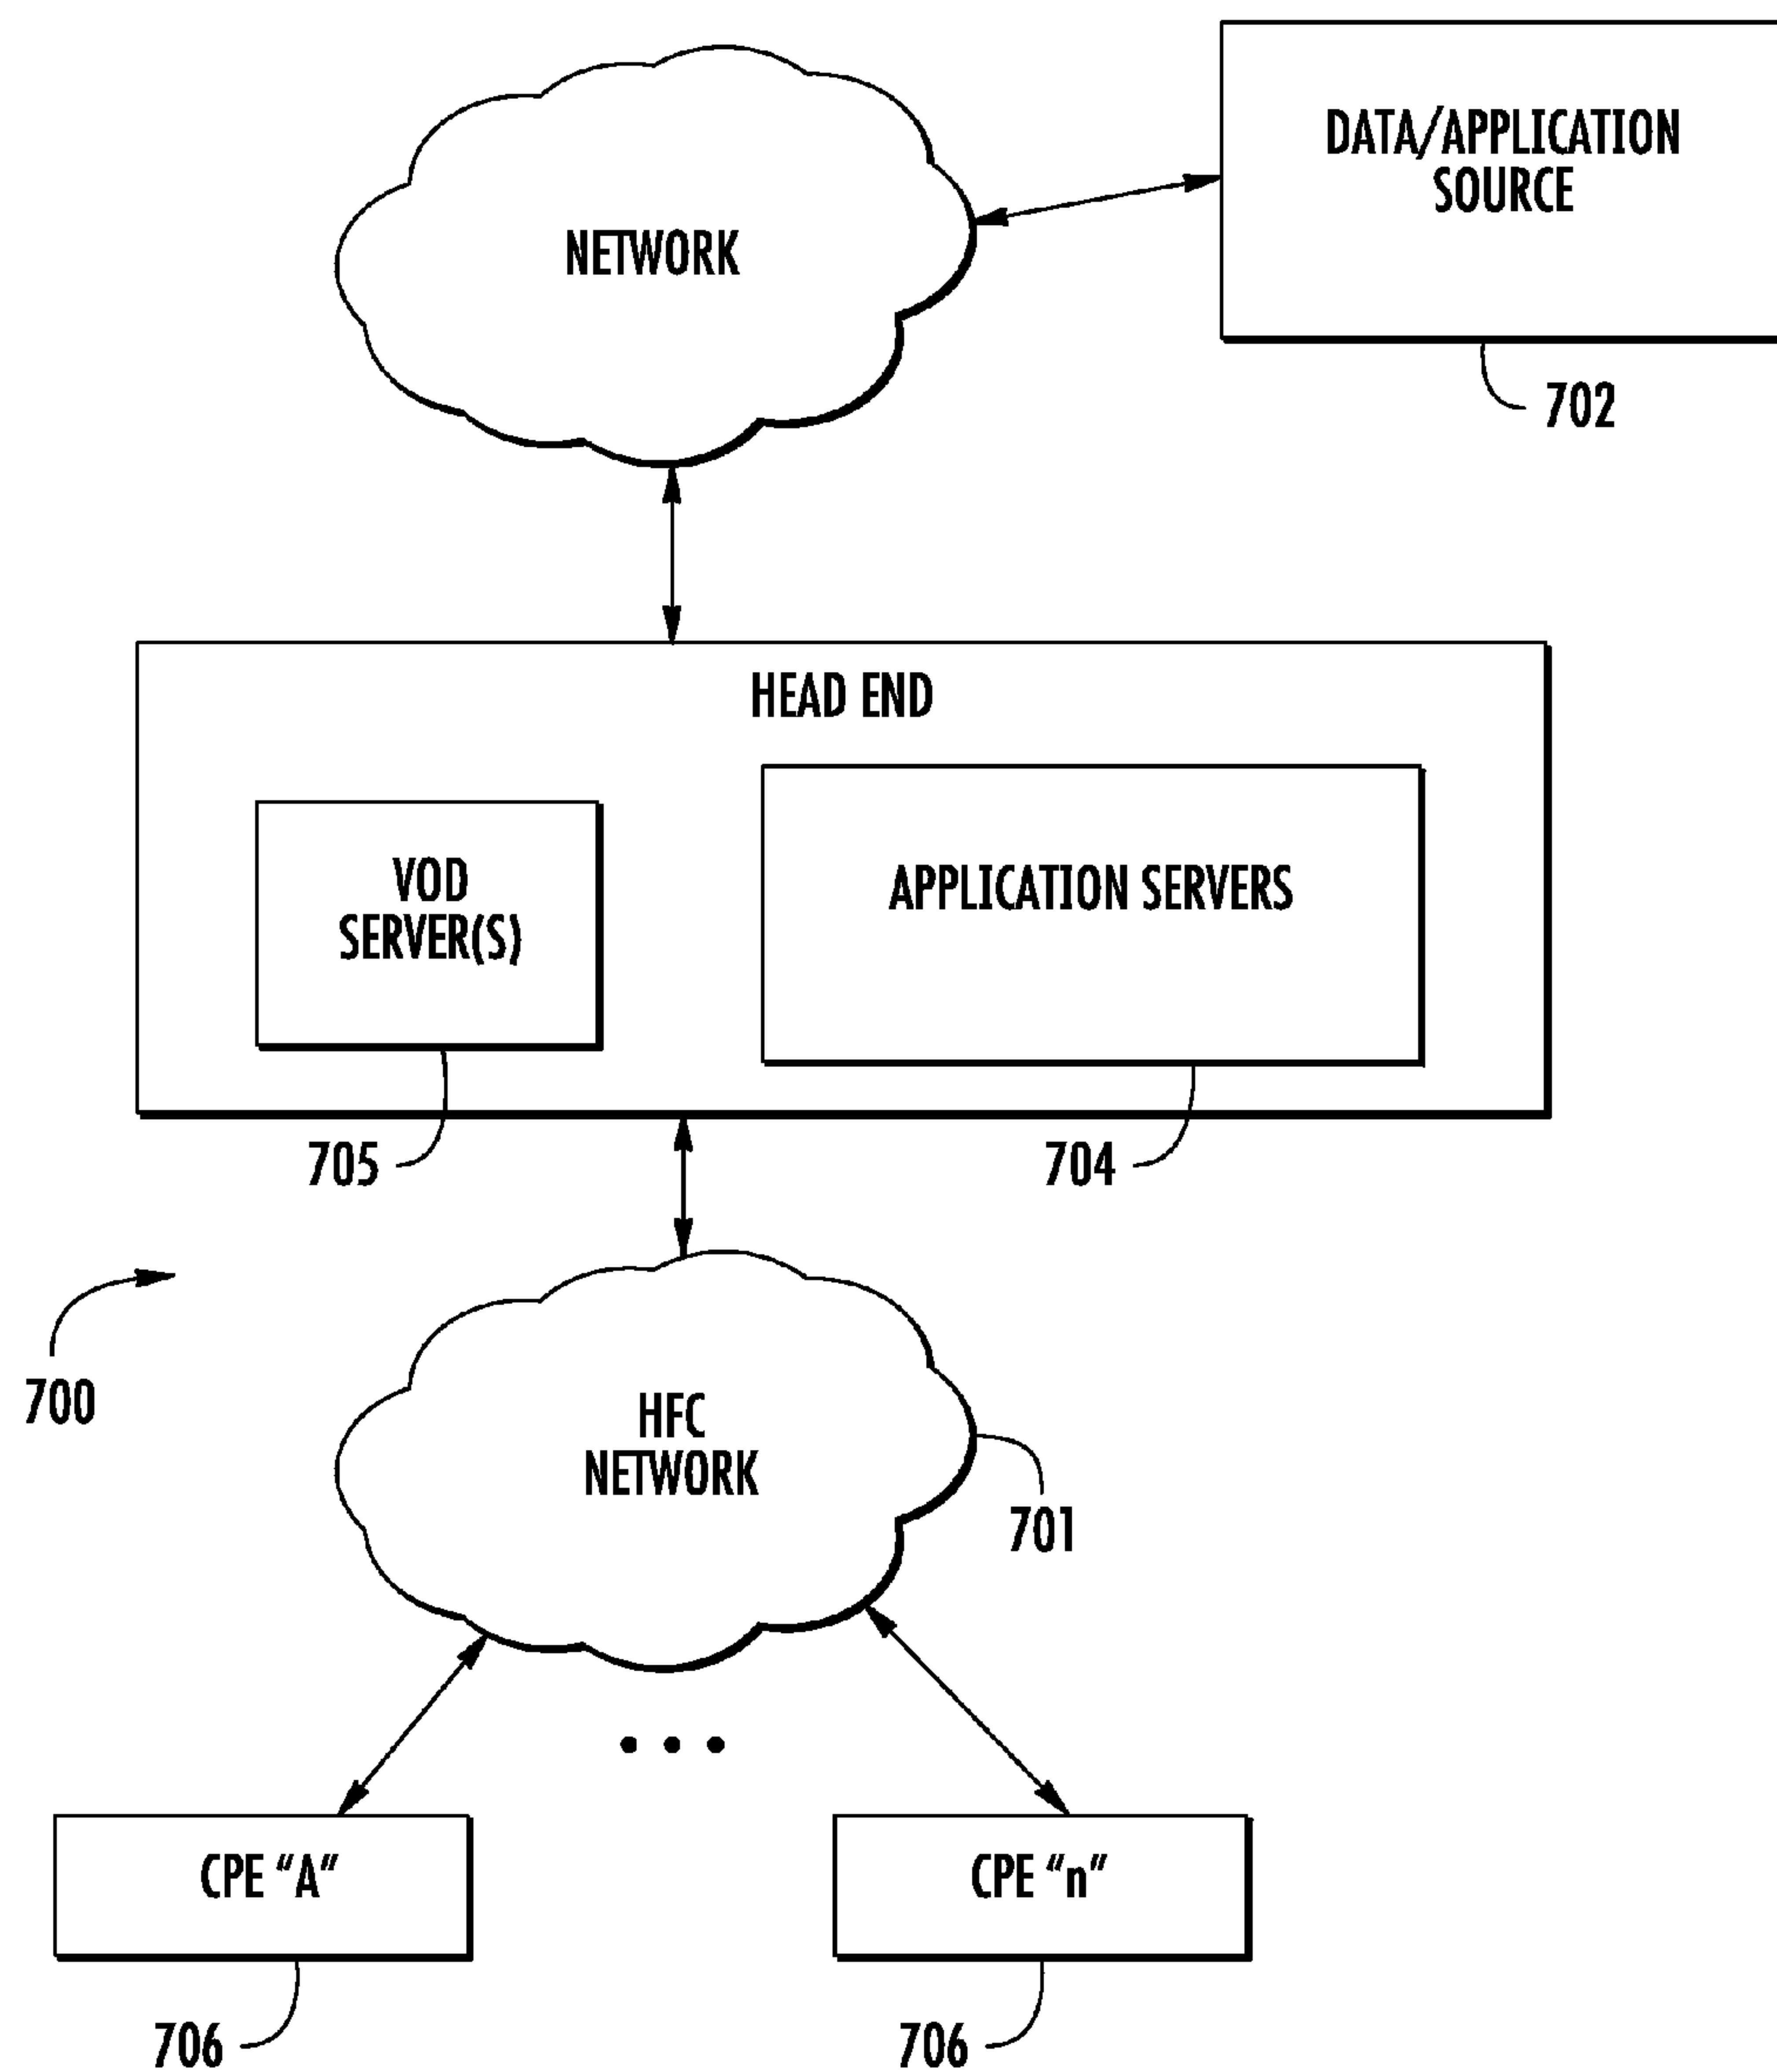 DATA/APPLICATION
SOURCE
NETWORK
702
HEAD END
VOD
SERVER(S)
APPLICATION SERVERS
705
704
700
HFC
NETWORK
701
CPE “A”
CPE “n”
706
706